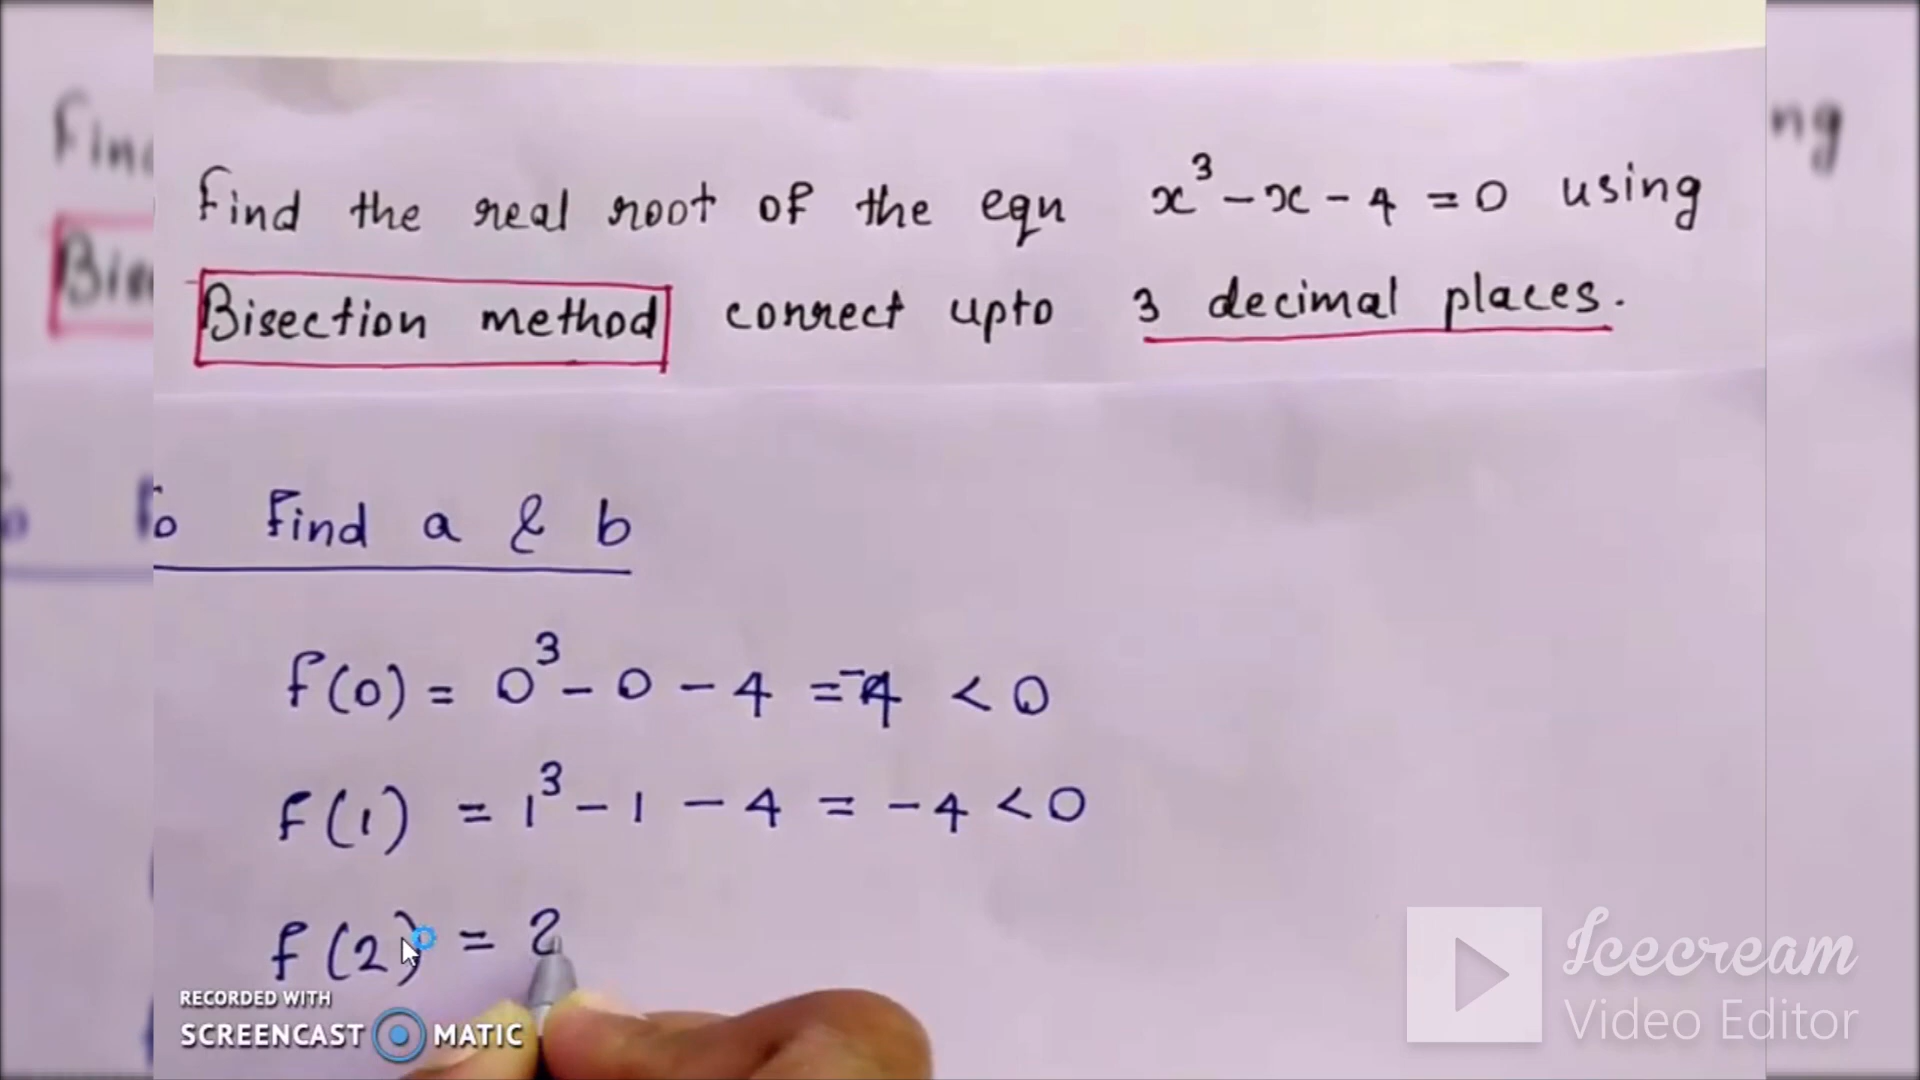 Find the real root of the equn x³ - x - 4 = 0 using
Bisection method correct upto 3 decimal places.
To Find a & b
f(0) = 0³ - 0 - 4 = -4 < 0
f(1) = 1³ - 1 - 4 = -4 < 0
f(2) = 2
RECORDED WITH
SCREENCAST MATIC
Icecream
Video Editor